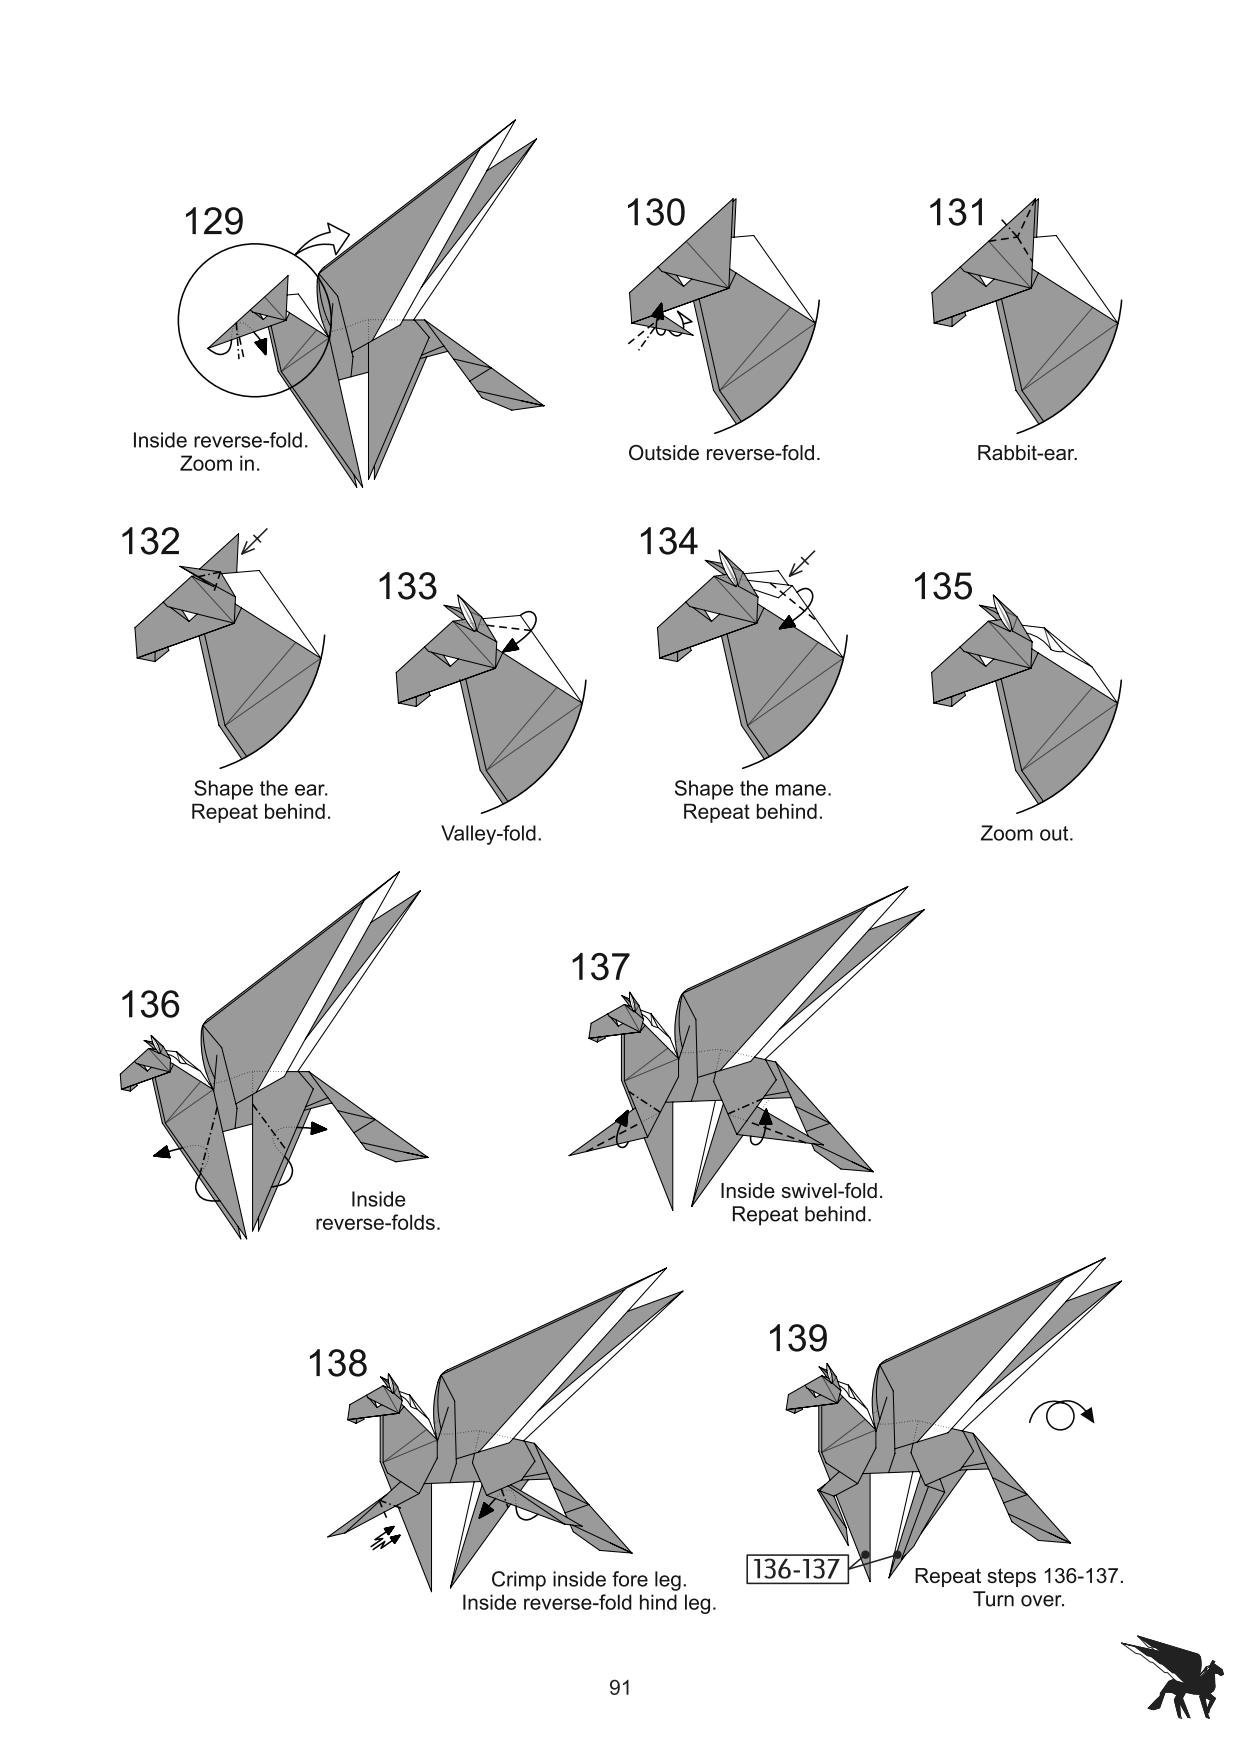 129
Inside reverse-fold.
Zoom in.
130
Outside reverse-fold.
131
Rabbit-ear.
132
Shape the ear.
Repeat behind.
133
Valley-fold.
134
Shape the mane.
Repeat behind.
135
Zoom out.
136
Inside
reverse-folds.
137
Inside swivel-fold.
Repeat behind.
138
Crimp inside fore leg.
Inside reverse-fold hind leg.
139
136-137
Repeat steps 136-137.
Turn over.
91